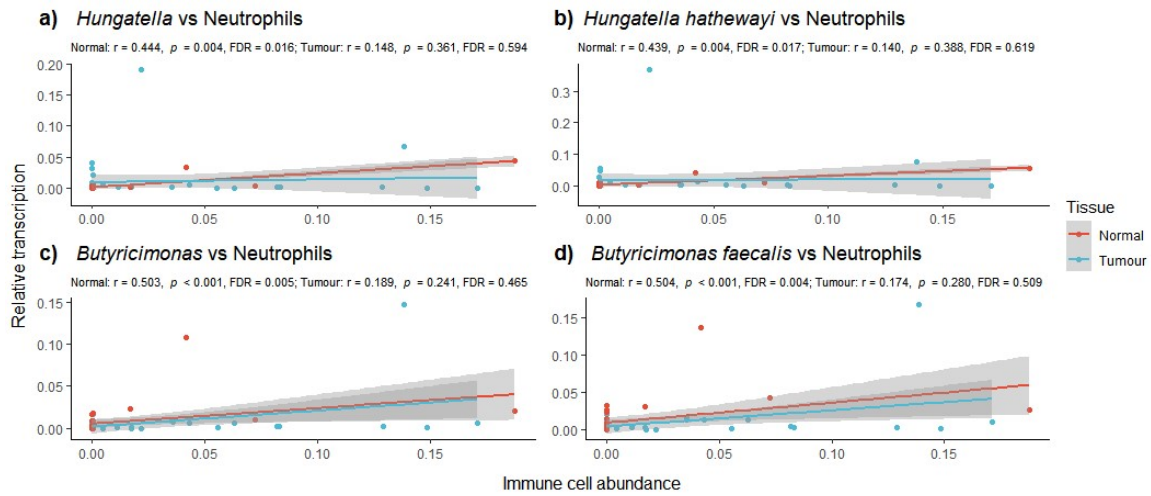 a) Hungatella vs Neutrophils
Normal: r = 0.444, p = 0.004, FDR = 0.016; Tumour: r = 0.148, p = 0.361, FDR = 0.594
0.20
0.15
0.10
0.05
0.00
0.00 0.05 0.10 0.15
b) Hungatella hathewayi vs Neutrophils
Normal: r = 0.439, p = 0.004, FDR = 0.017; Tumour: r = 0.140, p = 0.388, FDR = 0.619
0.3
0.2
0.1
0.0
0.00 0.05 0.10 0.15
c) Butyricimonas vs Neutrophils
Normal: r = 0.503, p < 0.001, FDR = 0.005; Tumour: r = 0.189, p = 0.241, FDR = 0.465
0.15
0.10
0.05
0.00
0.00 0.05 0.10 0.15
d) Butyricimonas faecalis vs Neutrophils
Normal: r = 0.504, p < 0.001, FDR = 0.004; Tumour: r = 0.174, p = 0.280, FDR = 0.509
0.15
0.10
0.05
0.00
0.00 0.05 0.10 0.15
Relative transcription
Immune cell abundance
Tissue
Normal
Tumour